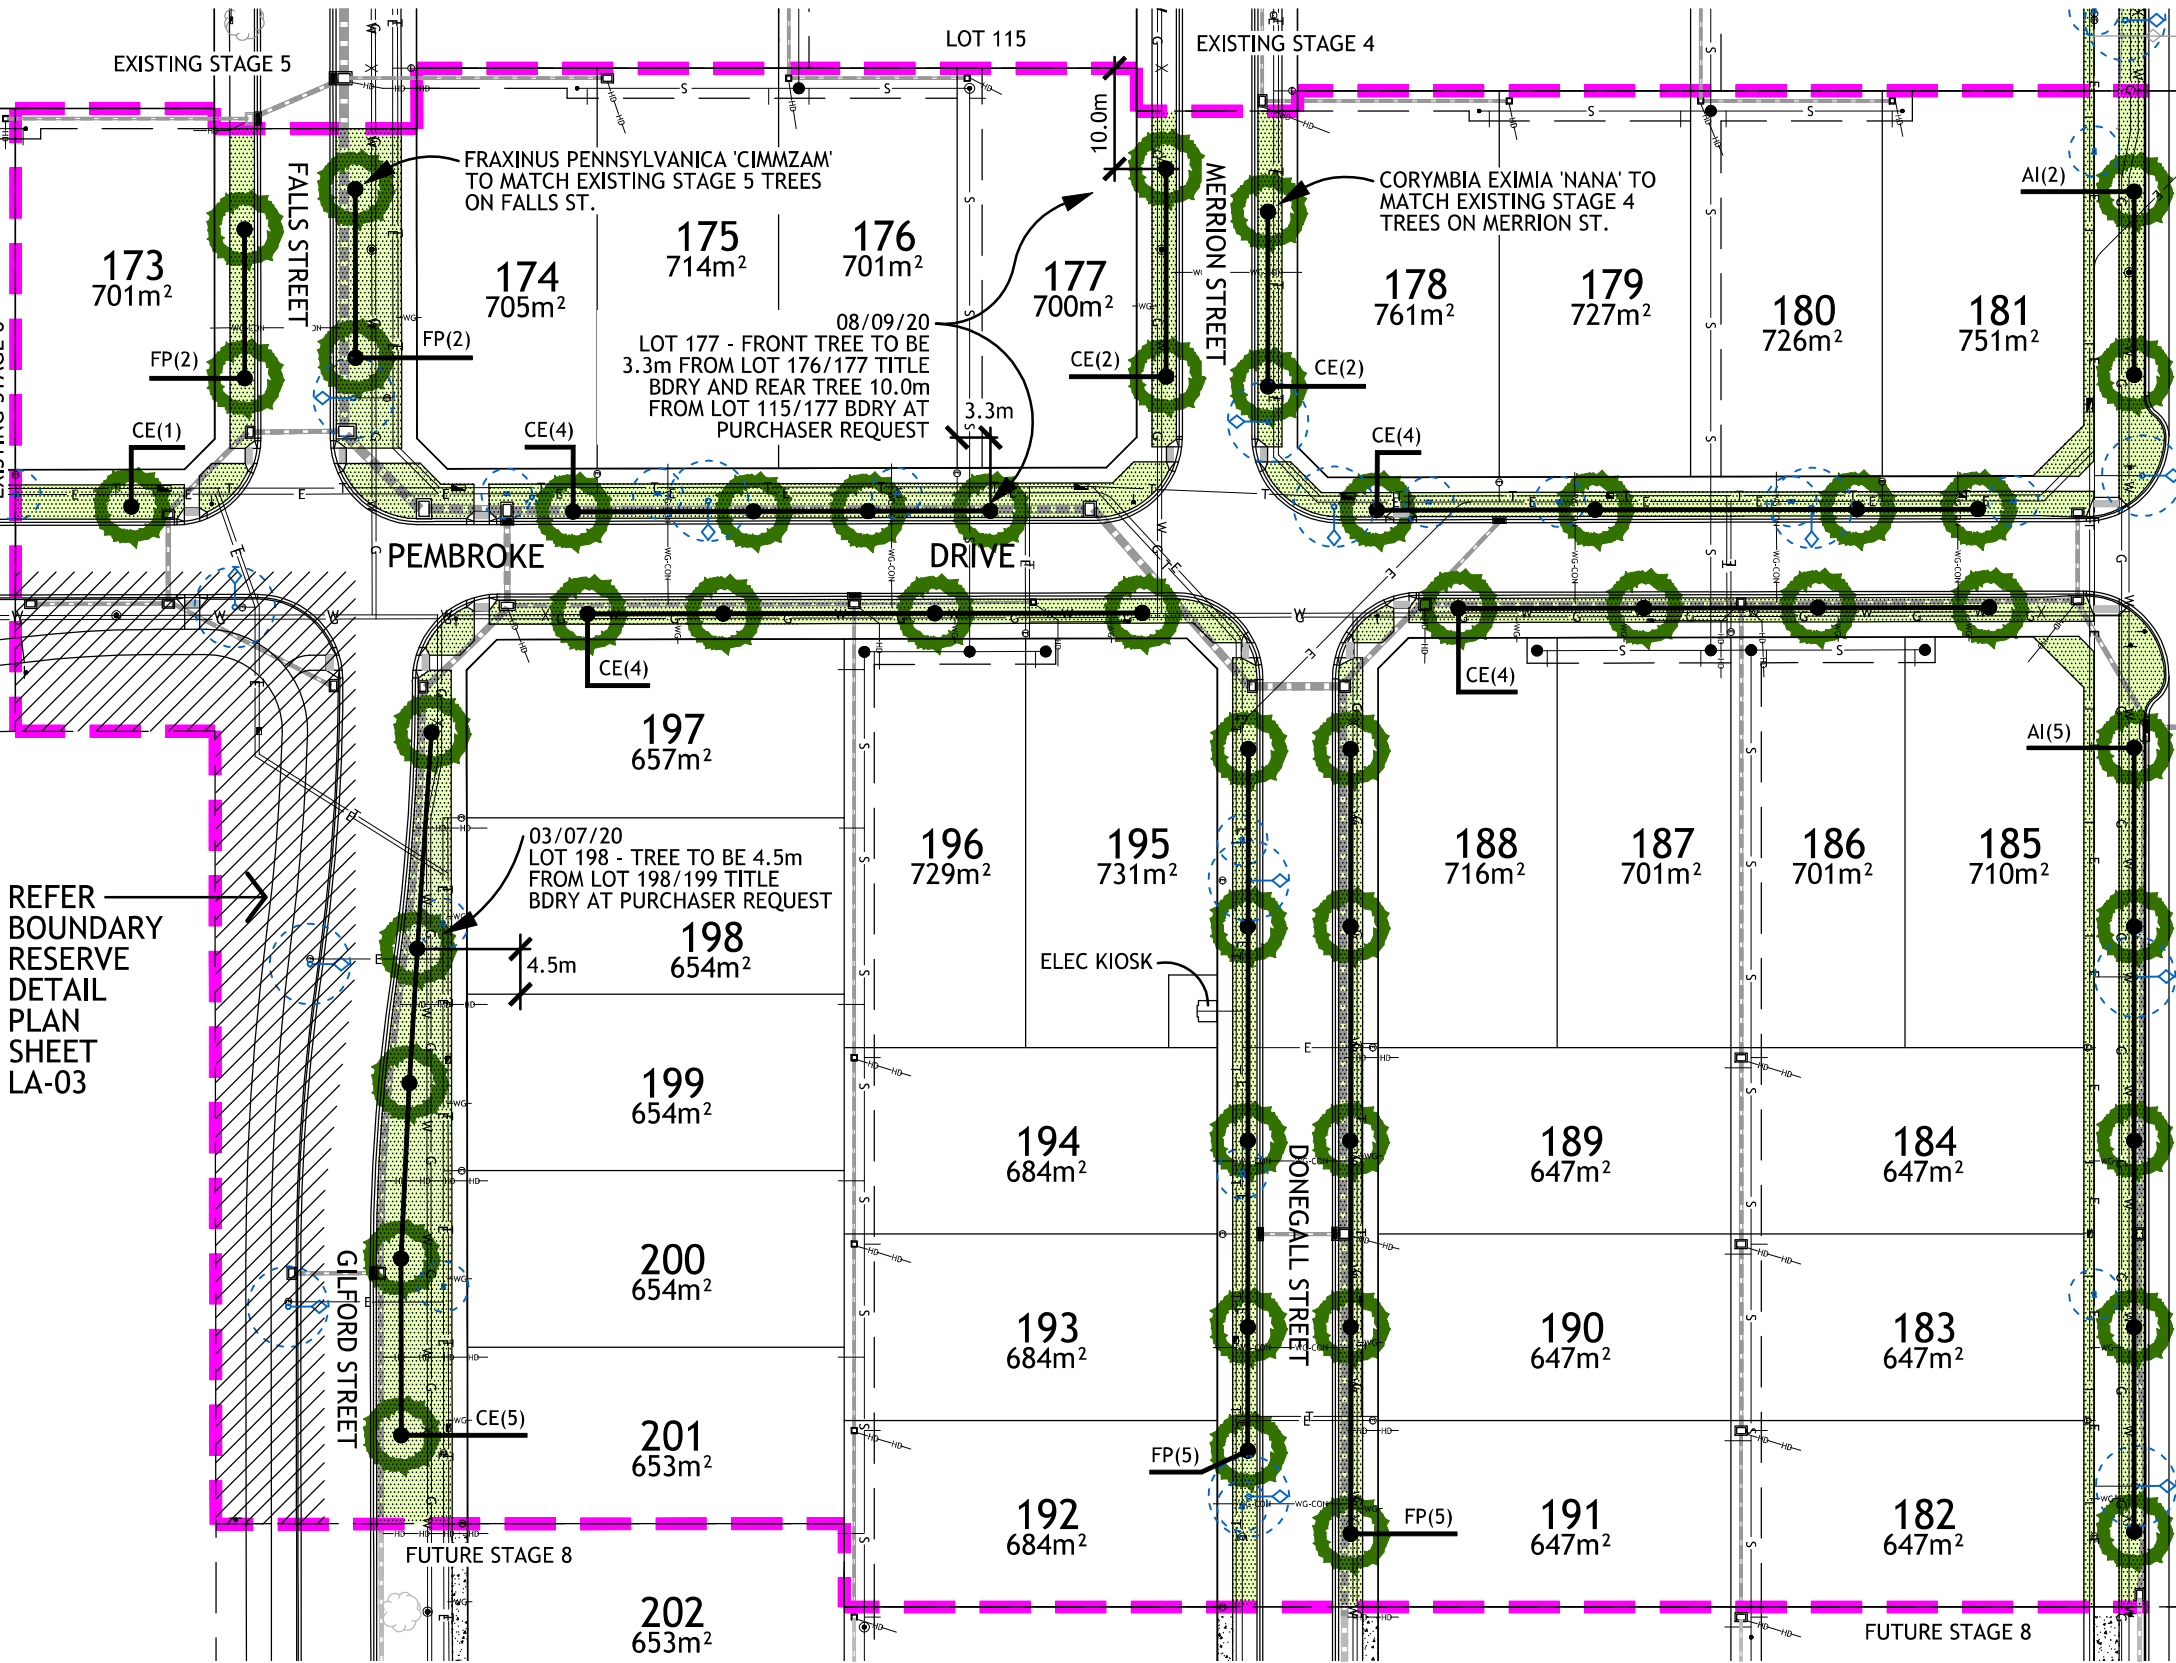 LOT 115
EXISTING STAGE 5
EXISTING STAGE 4
10.0m
FALLS STREET
FRAXINUS PENNSYLVANICA 'CIMMZAM'
TO MATCH EXISTING STAGE 5 TREES
ON FALLS ST.
MERRION STREET
CORYMBIA EXIMIA 'NANA' TO
MATCH EXISTING STAGE 4
TREES ON MERRION ST.
AI(2)
173
701m²
174
705m²
175
714m²
176
701m²
177
700m²
178
761m²
179
727m²
180
726m²
181
751m²
FP(2)
FP(2)
08/09/20
LOT 177 - FRONT TREE TO BE
3.3m FROM LOT 176/177 TITLE
BDRY AND REAR TREE 10.0m
FROM LOT 115/177 BDRY AT
PURCHASER REQUEST
3.3m
CE(2)
CE(2)
CE(1)
CE(4)
CE(4)
PEMBROKE DRIVE
CE(4)
CE(4)
AI(5)
197
657m²
03/07/20
LOT 198 - TREE TO BE 4.5m
FROM LOT 198/199 TITLE
BDRY AT PURCHASER REQUEST
198
654m²
4.5m
196
729m²
195
731m²
188
716m²
187
701m²
186
701m²
185
710m²
REFER
BOUNDARY
RESERVE
DETAIL
PLAN
SHEET
LA-03
ELEC KIOSK
199
654m²
194
684m²
DONEGALL STREET
189
647m²
184
647m²
200
654m²
GILFORD STREET
193
684m²
190
647m²
183
647m²
201
653m²
CE(5)
FP(5)
192
684m²
FP(5)
191
647m²
182
647m²
FUTURE STAGE 8
202
653m²
FUTURE STAGE 8